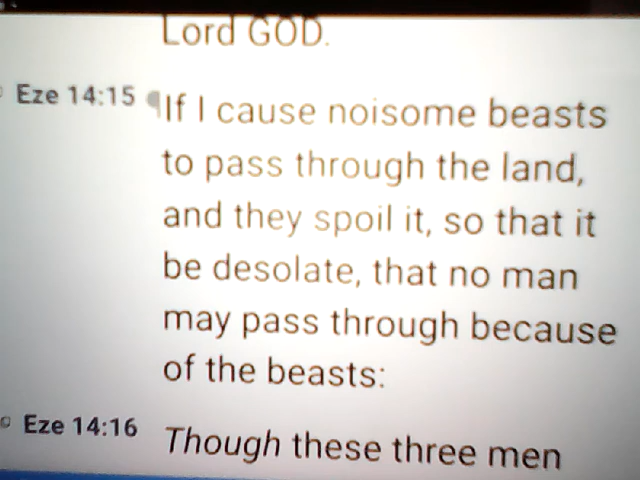 Lord GOD.
Eze 14:15 ¶If I cause noisome beasts
to pass through the land,
and they spoil it, so that it
be desolate, that no man
may pass through because
of the beasts:
Eze 14:16 Though these three men